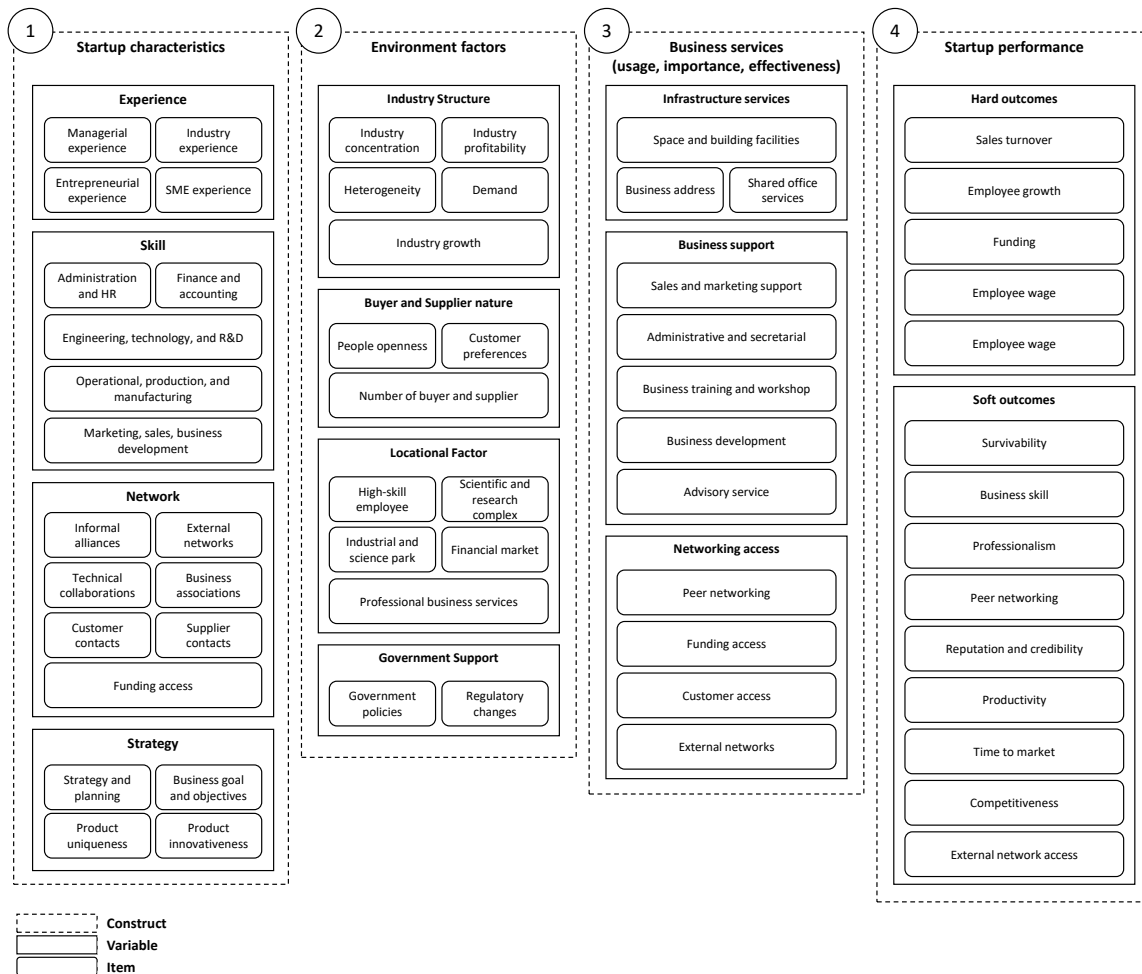 1
Startup characteristics
Experience
Managerial
experience
Industry
experience
Entrepreneurial
experience
SME experience
Skill
Administration
and HR
Finance and
accounting
Engineering, technology, and R&D
Operational, production, and
manufacturing
Marketing, sales, business
development
Network
Informal
alliances
External
networks
Technical
collaborations
Business
associations
Customer
contacts
Supplier
contacts
Funding access
Strategy
Strategy and
planning
Business goal
and objectives
Product
uniqueness
Product
innovativeness
2
Environment factors
Industry Structure
Industry
concentration
Industry
profitability
Heterogeneity
Demand
Industry growth
Buyer and Supplier nature
People openness
Customer
preferences
Number of buyer and supplier
Locational Factor
High-skill
employee
Scientific and
research
complex
Industrial and
science park
Financial market
Professional business services
Government Support
Government
policies
Regulatory
changes
3
Business services
(usage, importance, effectiveness)
Infrastructure services
Space and building facilities
Business address
Shared office
services
Business support
Sales and marketing support
Administrative and secretarial
Business training and workshop
Business development
Advisory service
Networking access
Peer networking
Funding access
Customer access
External networks
4
Startup performance
Hard outcomes
Sales turnover
Employee growth
Funding
Employee wage
Employee wage
Soft outcomes
Survivability
Business skill
Professionalism
Peer networking
Reputation and credibility
Productivity
Time to market
Competitiveness
External network access
Construct
Variable
Item